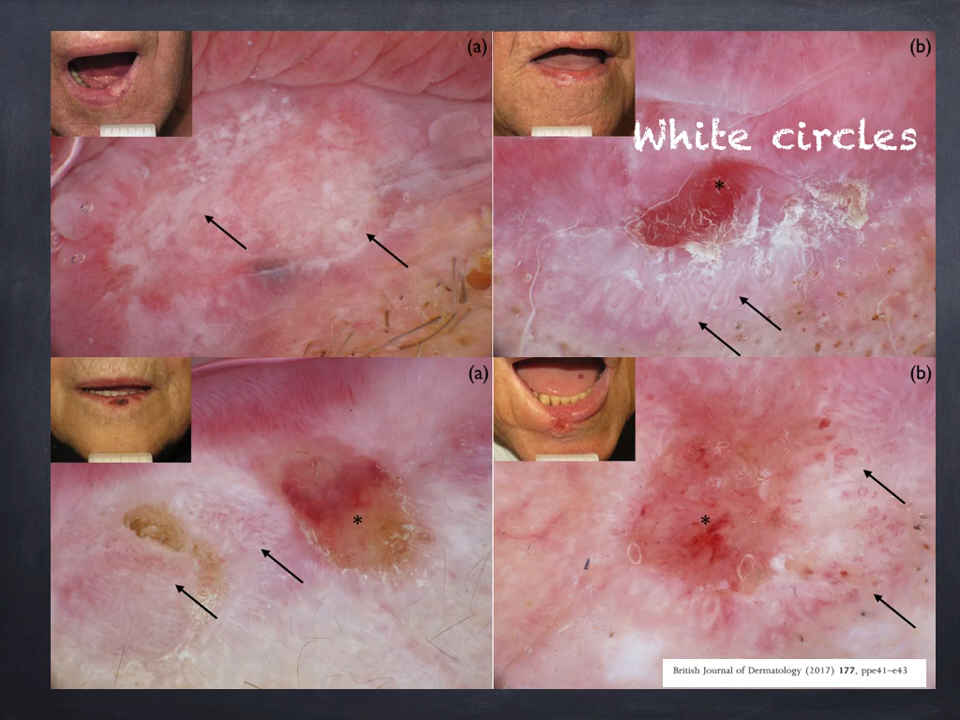 (a)
(b)
White circles
*
*
(a)
(b)
*
*
British Journal of Dermatology (2017) 177, ppe41–e43